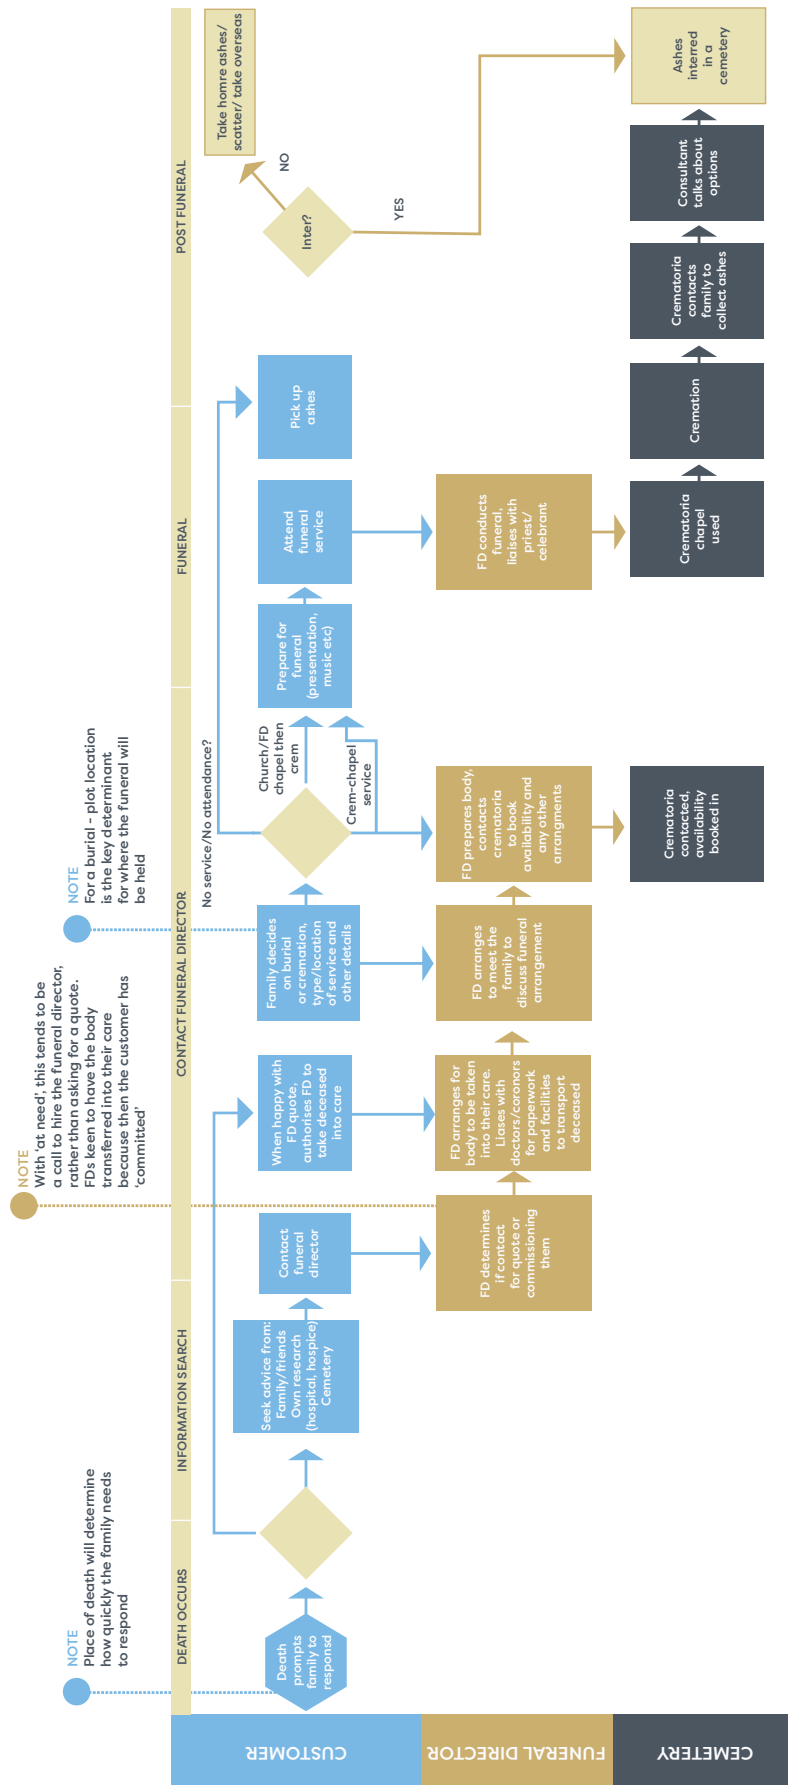 NOTE
Place of death will determine
how quickly the family needs
to respond
NOTE
With ‘at need’, this tends to be
a call to hire the funeral director,
rather than asking for a quote.
FDs keen to have the body
transferred into their care
because then the customer has
‘committed’
NOTE
For a burial - plot location
is the key determinant
for where the funeral will
be held
DEATH OCCURS
INFORMATION SEARCH
CONTACT FUNERAL DIRECTOR
FUNERAL
POST FUNERAL
CUSTOMER
Death
prompts
family to
responsd
Seek advice from:
Family/friends
Own research
(hospital, hospice)
Cemetery
Contact
funeral
director
When happy with
FD quote,
authorises FD to
take deceased
into care
Family decides
on burial
or cremation,
type/location
of service and
other details
No service/No attendance?
Church/FD
chapel then
crem
Crem-chapel
service
Prepare for
funeral
(presentation,
music etc)
Attend
funeral
service
Pick up
ashes
Inter?
NO
YES
Take homre ashes/
scatter/ take overseas
FUNERAL DIRECTOR
FD determines
if contact
for quote or
commissioning
them
FD arranges for
body to be taken
into their care.
Liases with
doctors/coronors
for paperwork
and facilities
to transport
deceased
FD arranges
to meet the
family to
discuss funeral
arrangement
FD prepares body,
contacts
crematoria
to book
availability and
any other
arrangments
FD conducts
funeral,
liaises with
priest/
celebrant
CEMETERY
Crematoria
contacted,
availability
booked in
Crematoria
chapel
used
Cremation
Crematoria
contacts
family to
collect ashes
Consultant
talks about
options
Ashes
interred
in a
cemetery